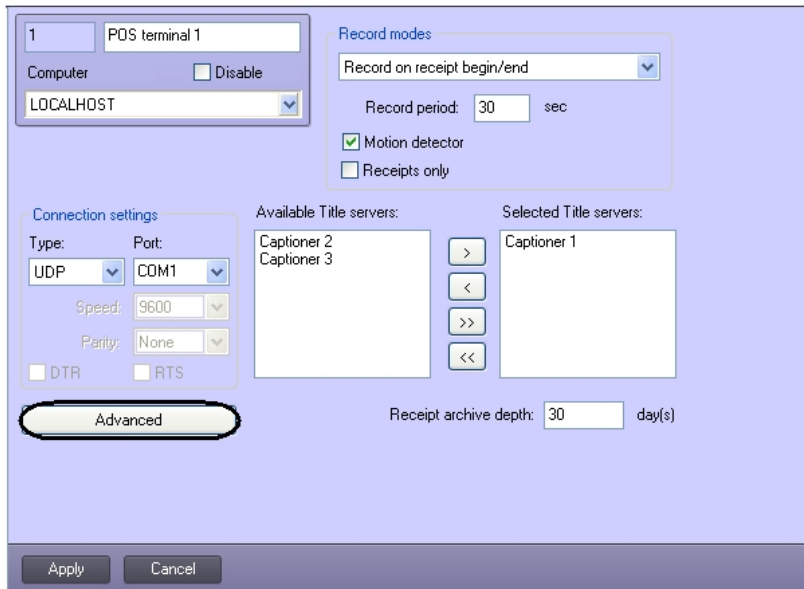 1
POS terminal 1
Computer
Disable
LOCALHOST
Record modes
Record on receipt begin/end
Record period: 30 sec
Motion detector
Receipts only
Connection settings
Type: Port:
UDP COM1
Speed: 9600
Parity: None
DTR RTS
Available Title servers:
Captioner 2
Captioner 3
>
<
>>
<<
Selected Title servers:
Captioner 1
Advanced
Receipt archive depth: 30 day(s)
Apply Cancel